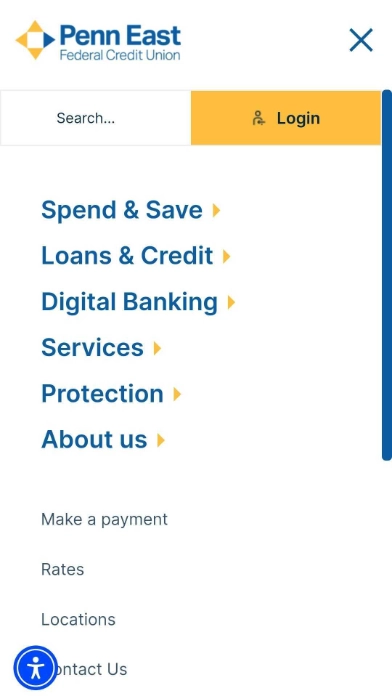 Penn East
Federal Credit Union
Search...
Login
Spend & Save
Loans & Credit
Digital Banking
Services
Protection
About us
Make a payment
Rates
Locations
ontact Us